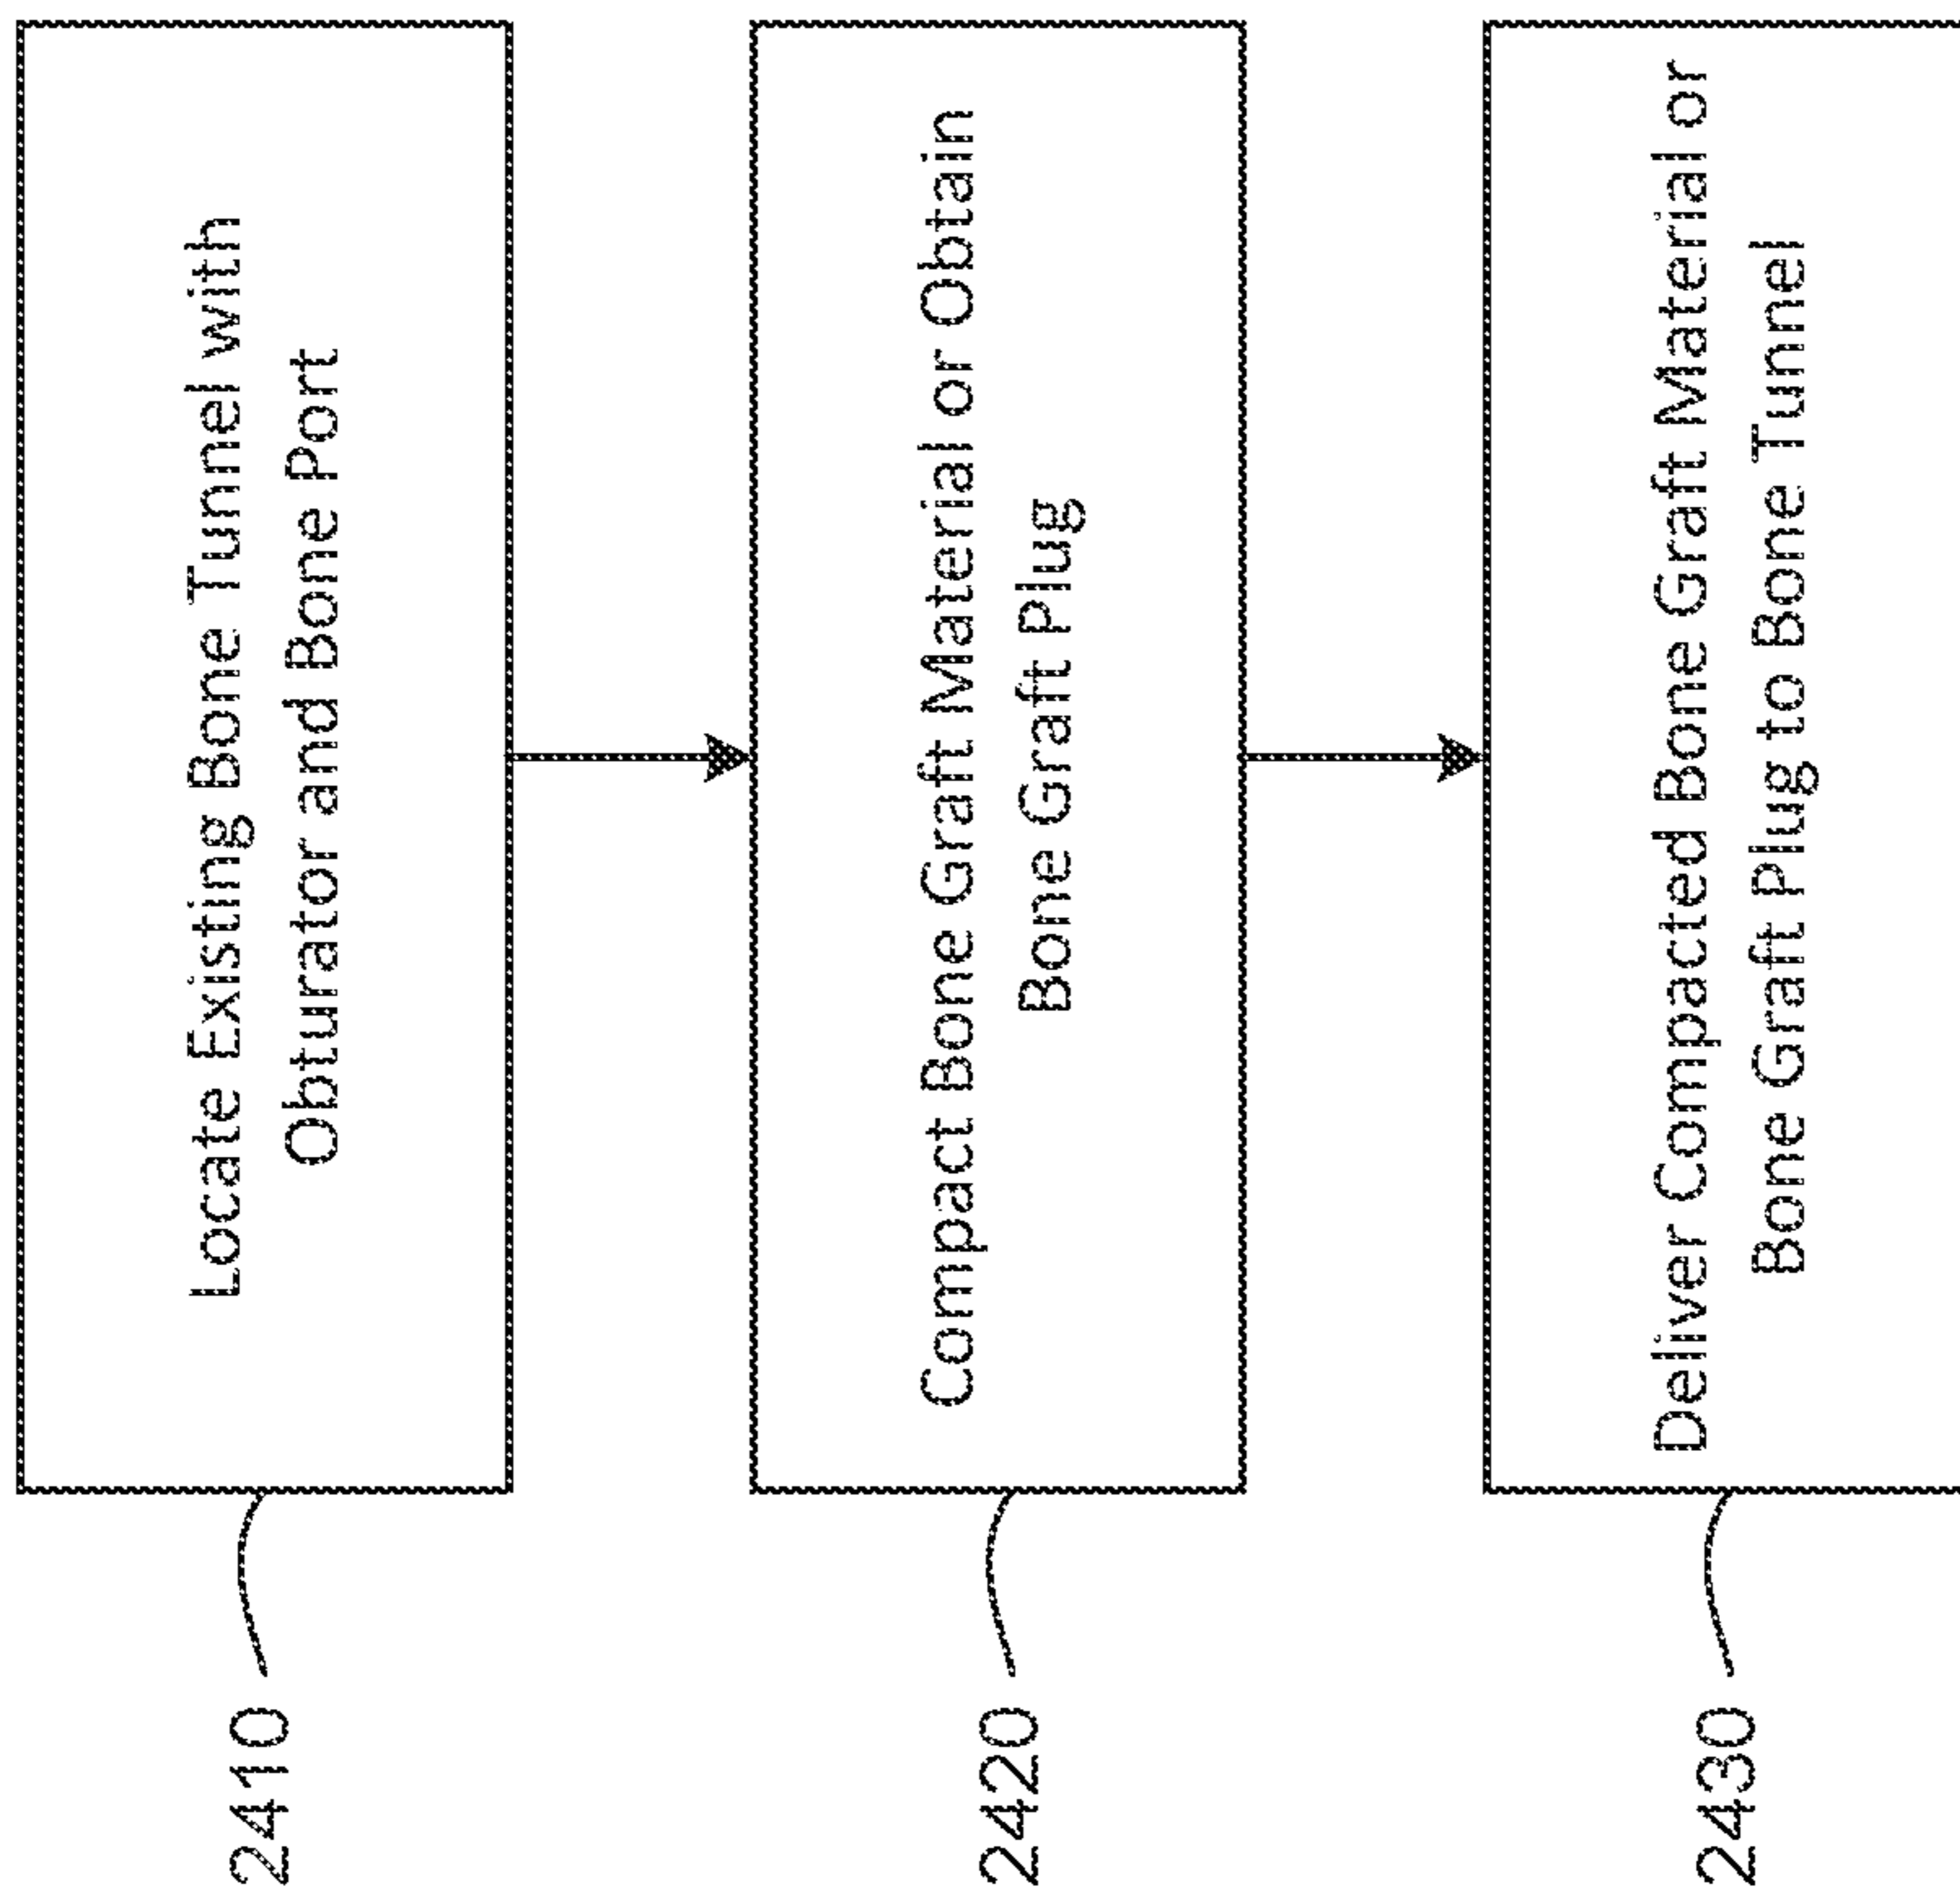 2410
Locate Existing Bone Tunnel with
Obturator and Bone Port
2420
Compact Bone Graft Material or Obtain
Bone Graft Plug
2430
Deliver Compacted Bone Graft Material or
Bone Graft Plug to Bone Tunnel